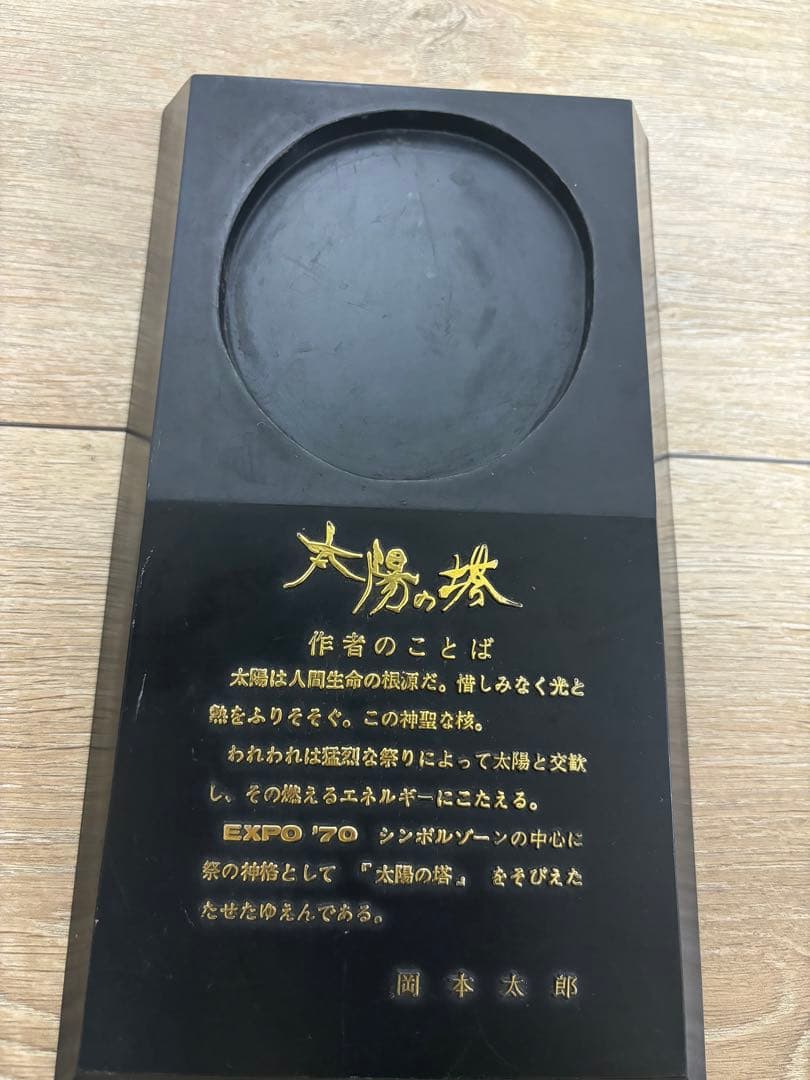 太陽の塔
作者のことば
太陽は人間生命の根源だ。惜しみなく光と
熱をふりそそぐ。この神聖な核。
われわれは猛烈な祭りによって太陽と交歓
し、その燃えるエネルギーにこたえる。
EXPO '70 シンボルゾーンの中心に
祭の神格として 『太陽の塔』 をそびえた
たせたゆえんである。
岡本太郎